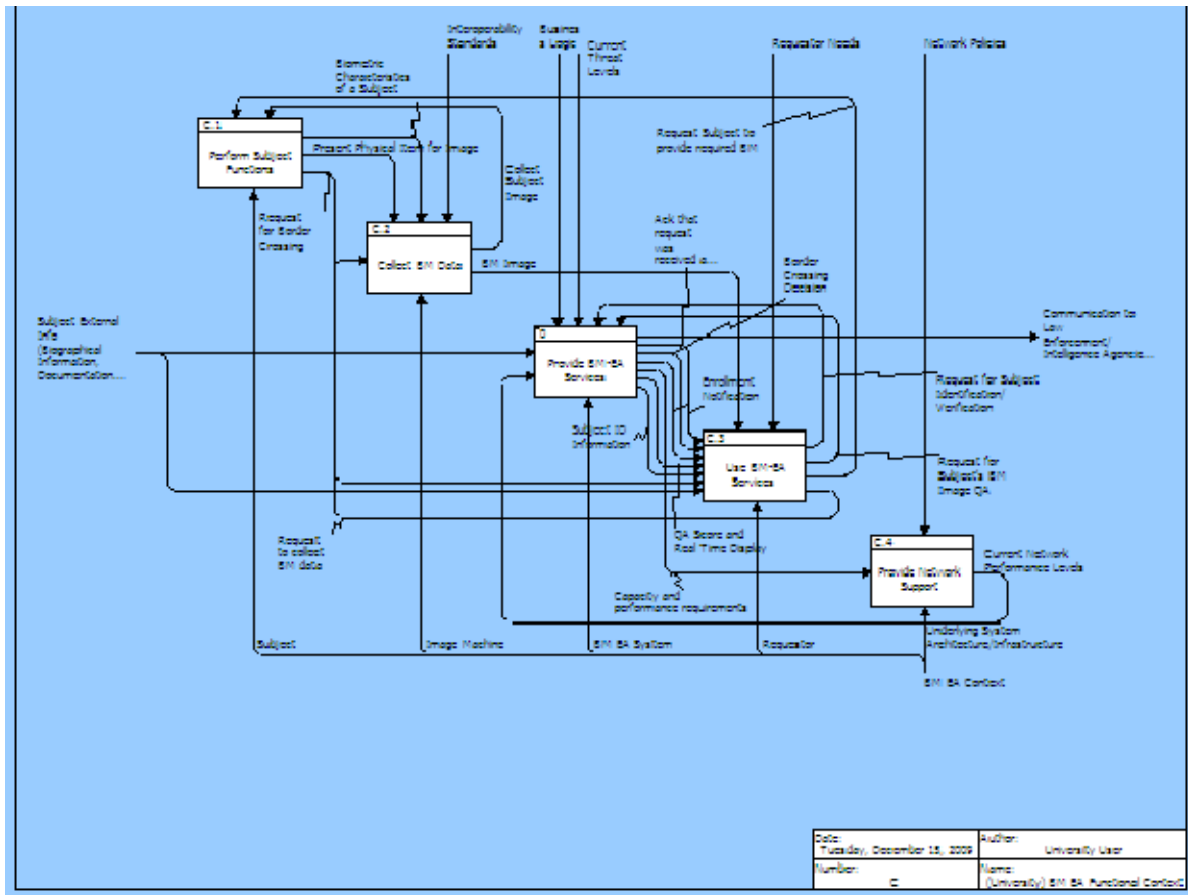 Interoperability
Standards
Busines
s Logic
Current
Threat
Levels
Requestor Needs
Network Policies
Biometric
Characteristics
of a Subject
C.1
Perform Subject
Functions
Present Physical Item for Image
Request Subject to
provide required BM
Collect
Subject
Image
Request
for Border
Crossing
C.2
Collect BM Data
BM Image
Ack that
request
was
received is...
Border
Crossing
Decision
Subject External
Info
(Biographical
Information,
Documentation....
0
Provide BM-BA
Services
Communication to
Law
Enforcement/
Intelligence Agencie...
Enrollment
Notification
Request for Subject
Identification/
Verification
Subject ID
Information
C.3
Use BM-BA
Services
Request for
Subject's BM
Image QA
Request
to collect
BM data
QA Score and
Real Time Display
C.4
Provide Network
Support
Current Network
Performance Levels
Capacity and
performance requirements
Subject
Image Machine
BM BA System
Requestor
Underlying System
Architecture/Infrastructure
BM BA Context
Date:
Tuesday, December 15, 2009
Author:
University User
Number:
C
Name:
(University) BM BA Functional Context